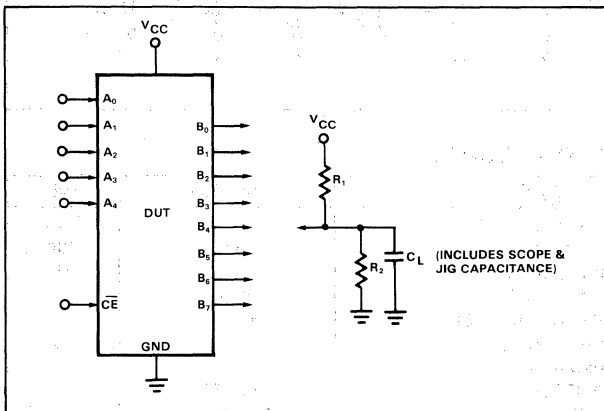 VCC
A0
A1
A2
A3
A4
CE
DUT
GND
B0
B1
B2
B3
B4
B5
B6
B7
VCC
R1
R2
CL
(INCLUDES SCOPE &
JIG CAPACITANCE)